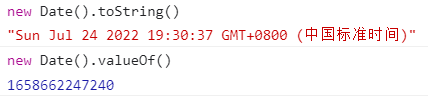 new Date().toString()
"Sun Jul 24 2022 19:30:37 GMT+0800 (中国标准时间)"
new Date().valueOf()
1658662247240